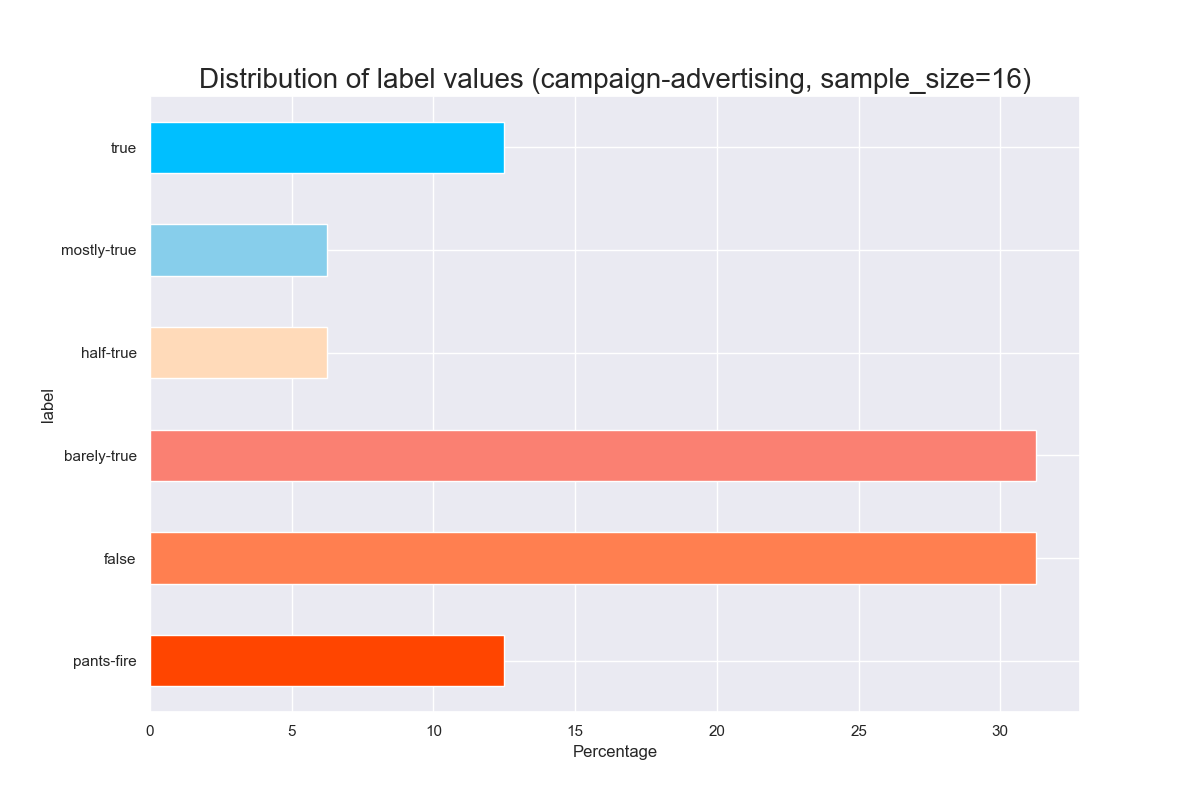 Distribution of label values (campaign-advertising, sample_size=16)
true
mostly-true
half-true
label
barely-true
false
pants-fire
0 5 10 15 20 25 30
Percentage